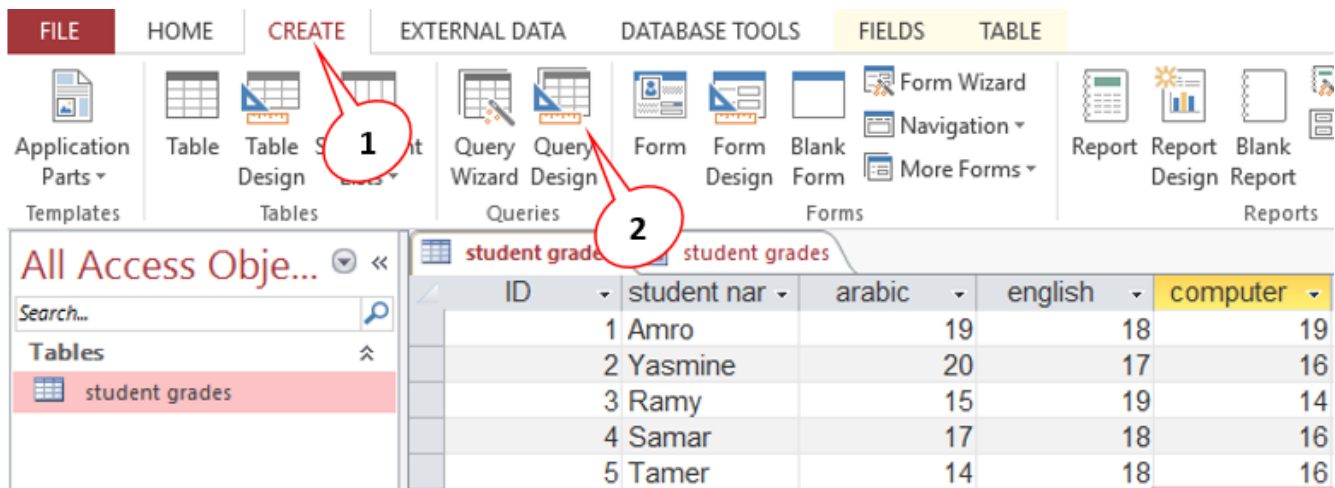 FILE HOME CREATE EXTERNAL DATA DATABASE TOOLS FIELDS TABLE
Application Parts
Table
Table Design
Lists
Query Wizard
Query Design
Form
Form Design
Blank Form
Form Wizard
Navigation
More Forms
Report
Report Design
Blank Report
1
2
Templates Tables Queries Forms Reports
All Access Obje... «
Search...
Tables
student grades
student grade
student grades
ID student nar arabic english computer
1 Amro 19 18 19
2 Yasmine 20 17 16
3 Ramy 15 19 14
4 Samar 17 18 16
5 Tamer 14 18 16